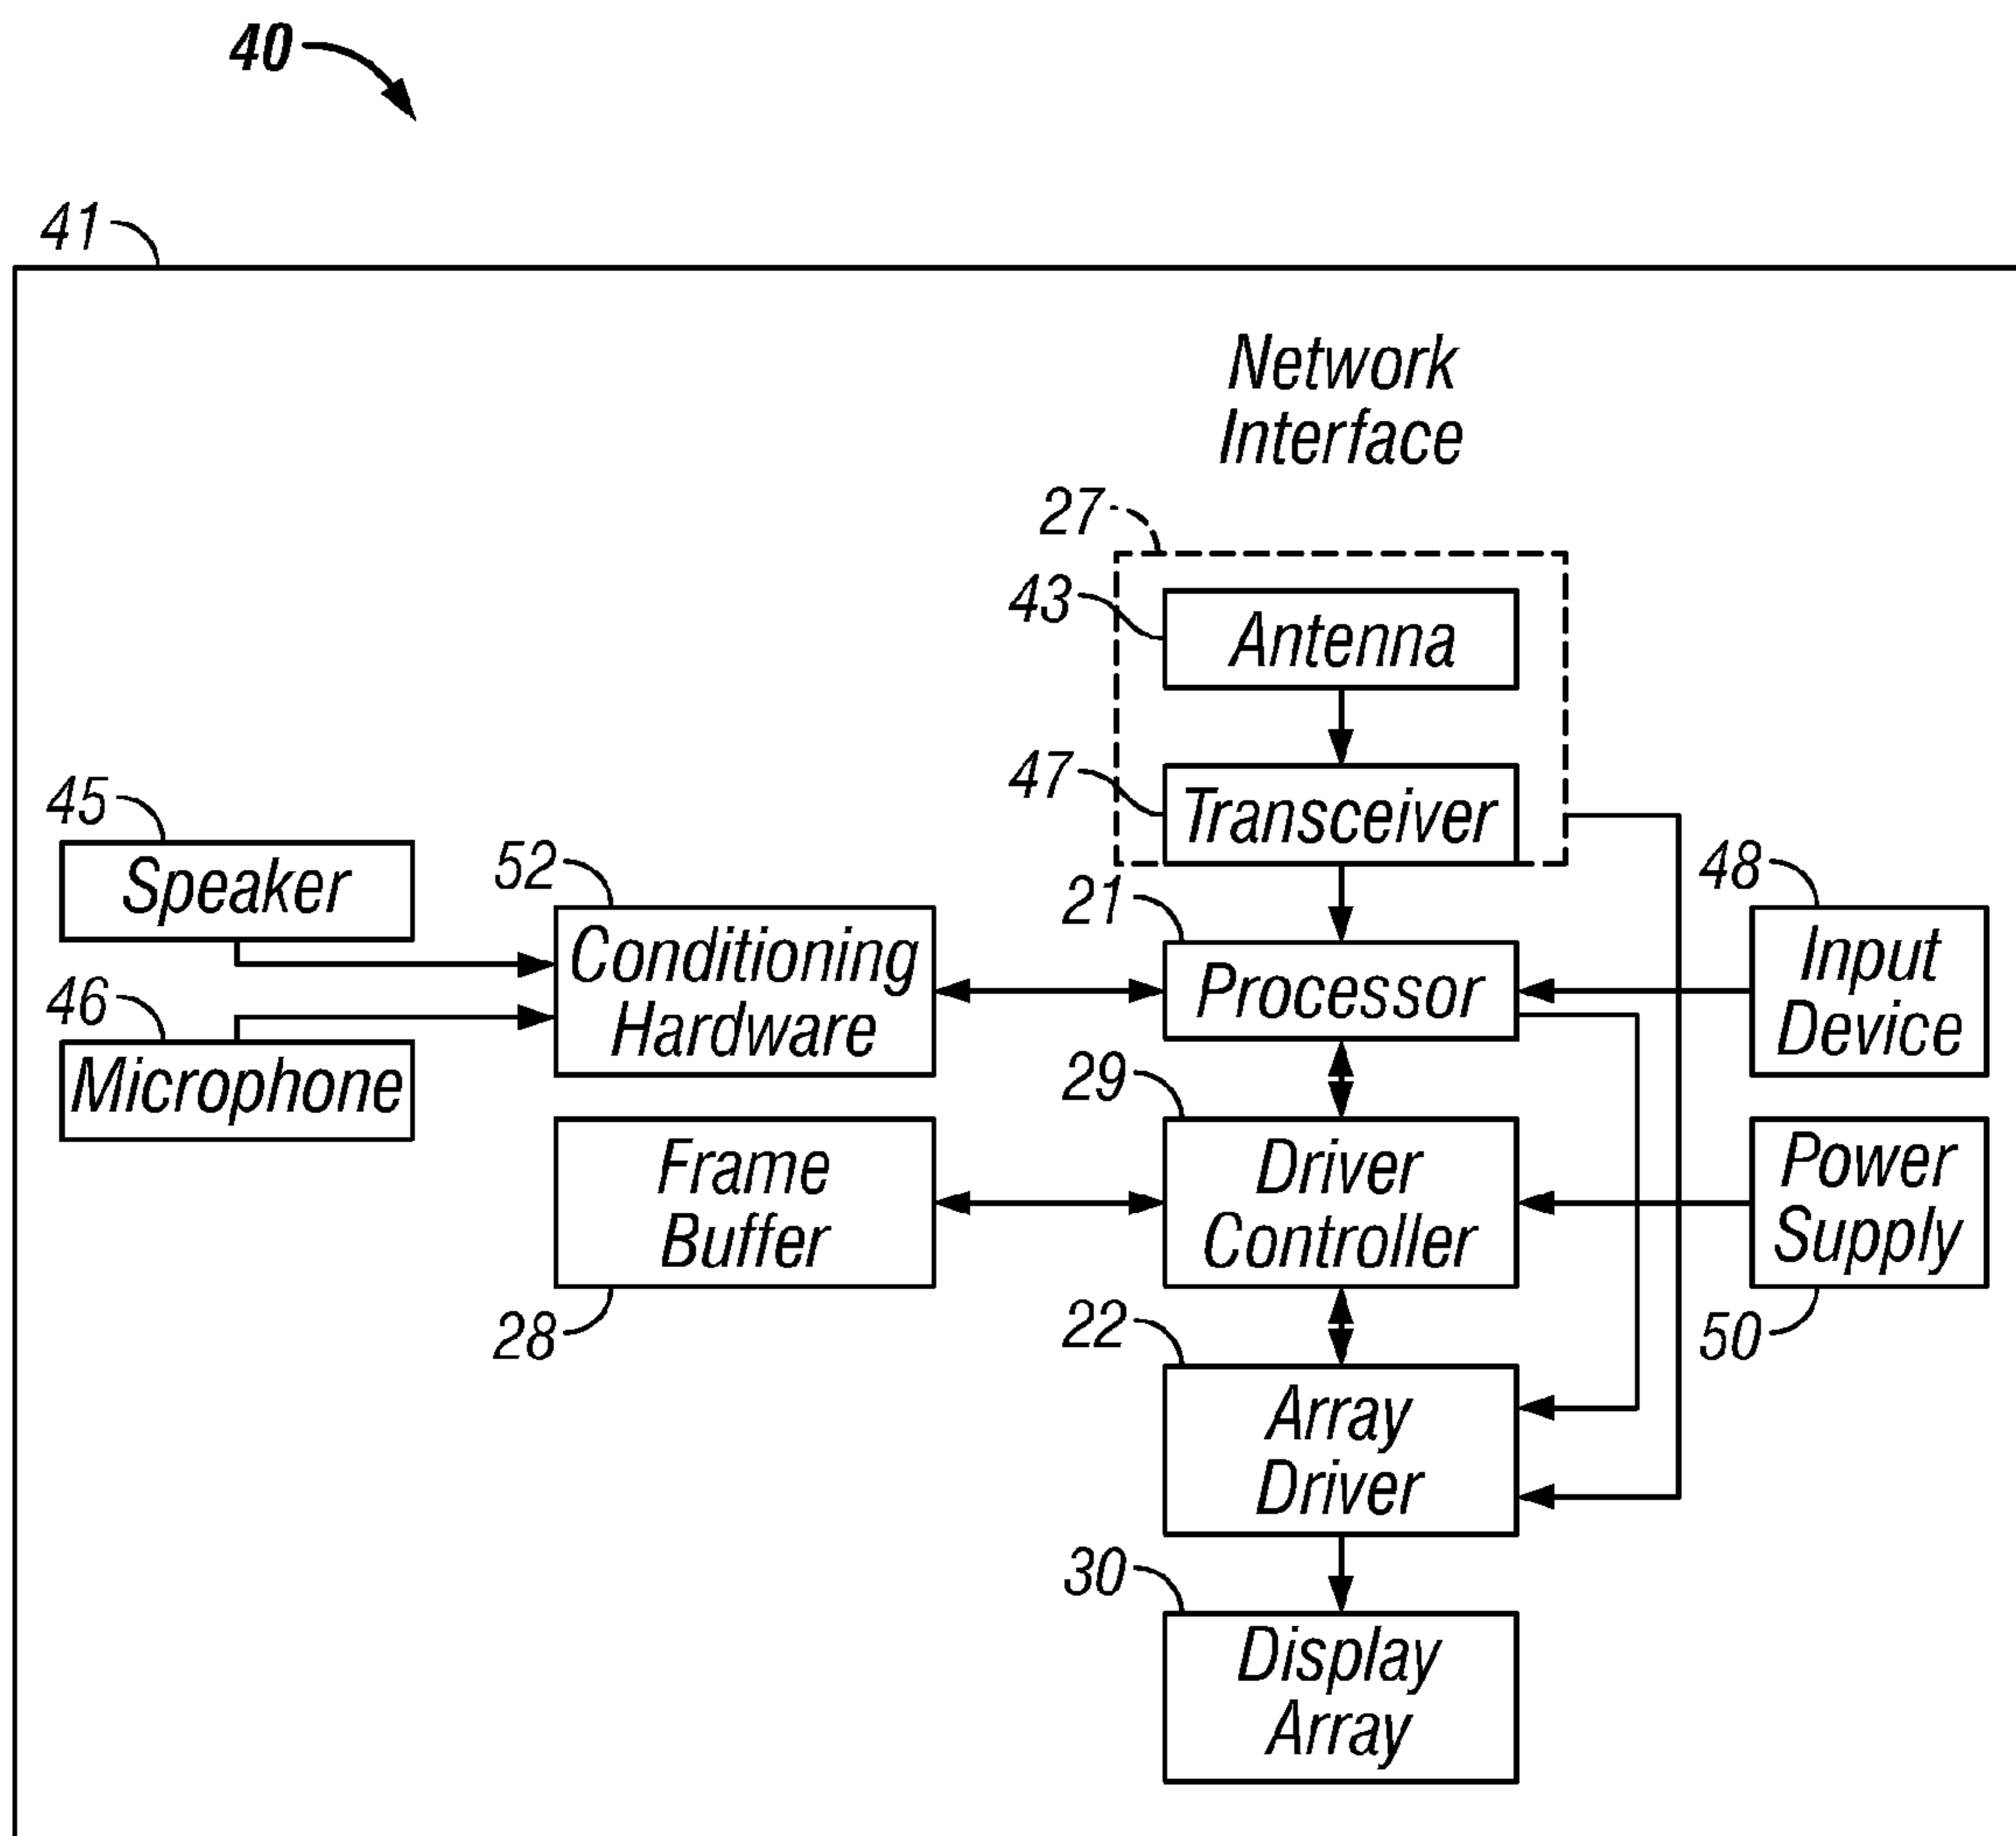 40
41
Network
Interface
27
43
Antenna
47
Transceiver
45
Speaker
52
Conditioning
Hardware
21
Processor
48
Input
Device
46
Microphone
29
Driver
Controller
Frame
Buffer
28
Power
Supply
50
22
Array
Driver
30
Display
Array